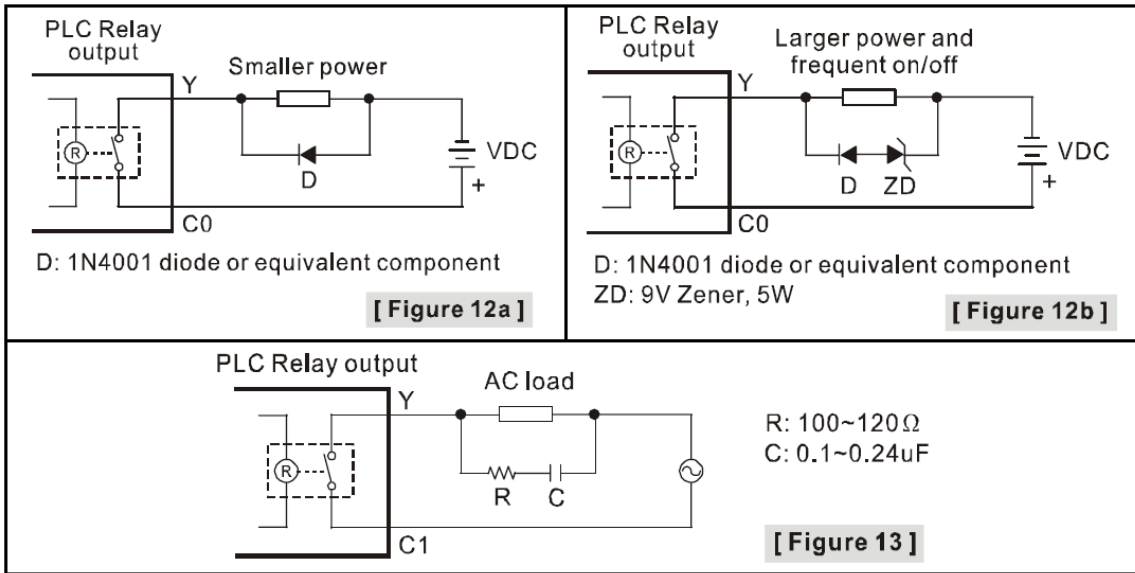 PLC Relay
output
Smaller power
Y
R
D
VDC
+
C0
D: 1N4001 diode or equivalent component
[ Figure 12a ]
PLC Relay
output
Larger power and
frequent on/off
Y
R
D ZD
VDC
+
C0
D: 1N4001 diode or equivalent component
ZD: 9V Zener, 5W
[ Figure 12b ]
PLC Relay output
AC load
Y
R
R C
C1
R: 100~120Ω
C: 0.1~0.24uF
[ Figure 13 ]